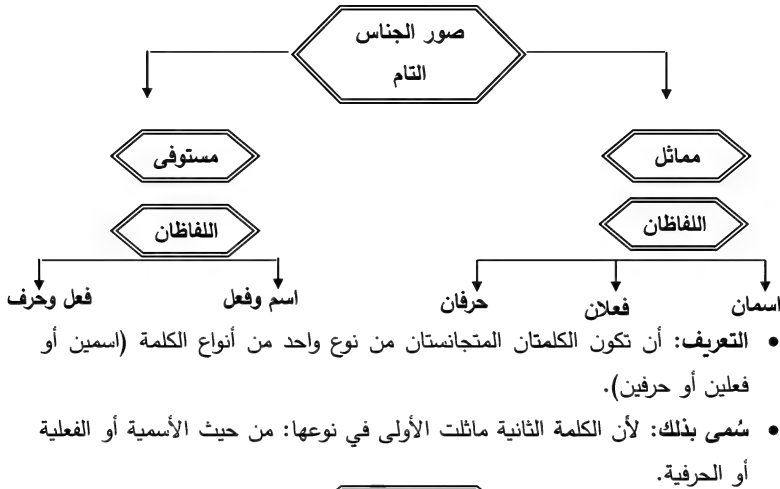 صور الجناس
التام
مماثل
مستوفى
اللفاظان
اللفاظان
اسمان
فعلان
حرفان
اسم وفعل
فعل وحرف
• التعريف: أن تكون الكلمتان المتجانستان من نوع واحد من أنواع الكلمة (اسمين أو
فعلين أو حرفين).
• سُمى بذلك: لأن الكلمة الثانية ماثلت الأولى في نوعها: من حيث الأسمية أو الفعلية
أو الحرفية.